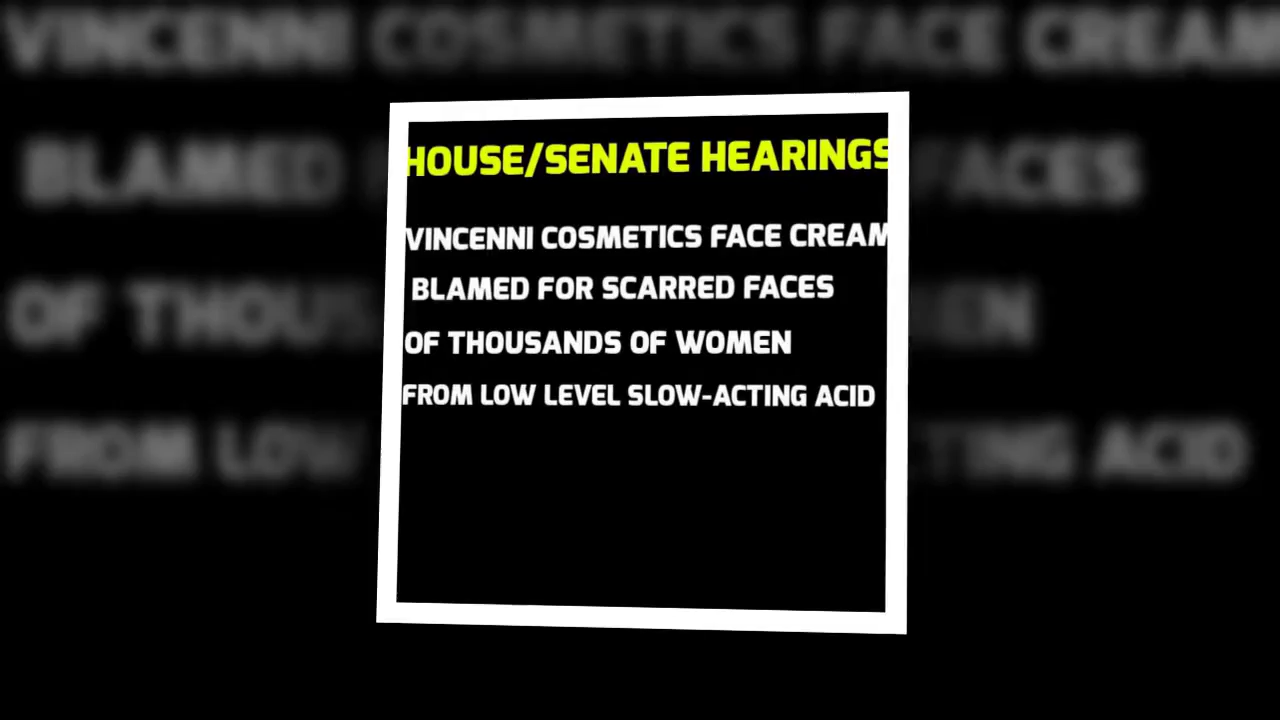 HOUSE/SENATE HEARINGS
VINCENNI COSMETICS FACE CREAM
BLAMED FOR SCARRED FACES
OF THOUSANDS OF WOMEN
FROM LOW LEVEL SLOW-ACTING ACID